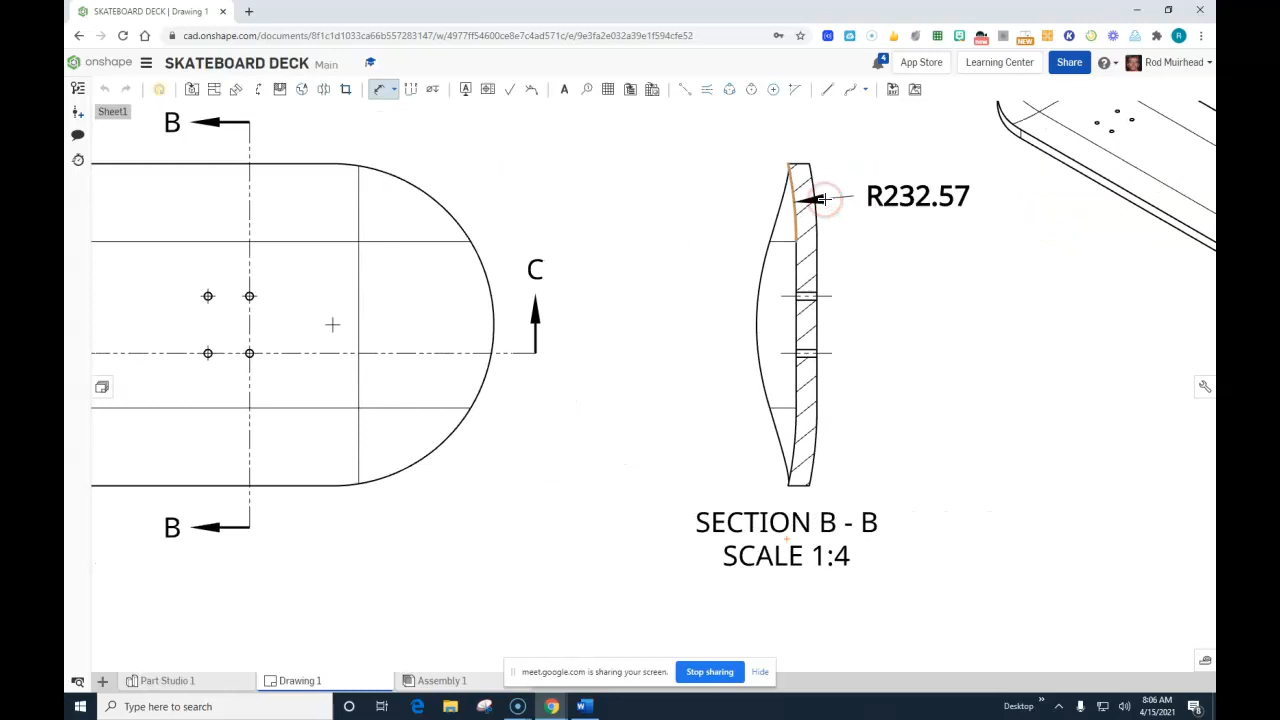 SKATEBOARD DECK | Drawing 1
cad.onshape.com/documents/8f1c1d1033ca66b557283147/w/4977ff54600ce8e7c4ad571c/e/9e3fa2e032a39e1f594cfe52
onshape
SKATEBOARD DECK Main
4
App Store
Learning Center
Share
Rod Muirhead
Sheet1
B
R232.57
C
B
SECTION B - B
SCALE 1:4
meet.google.com is sharing your screen.
Stop sharing
Hide
Part Studio 1
Drawing 1
Assembly 1
Type here to search
Desktop
8:06 AM
4/15/2021